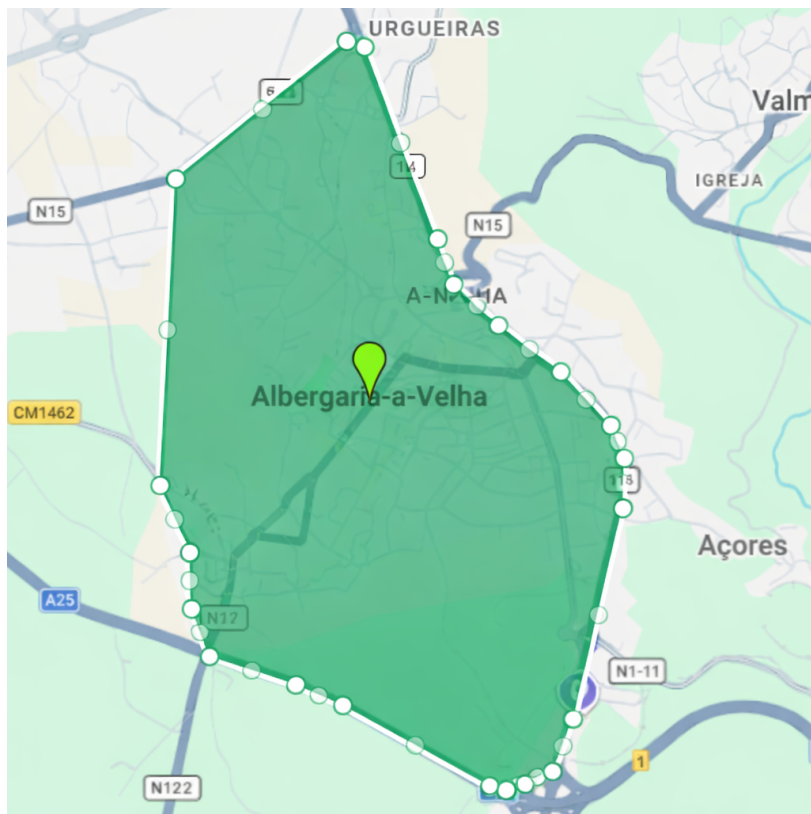 URGUEIRAS
Valm
IGREJA
N15
N15
A-N
HA
Albergaria-a-Velha
CM1462
Açores
A25
N12
N1-11
1
N122